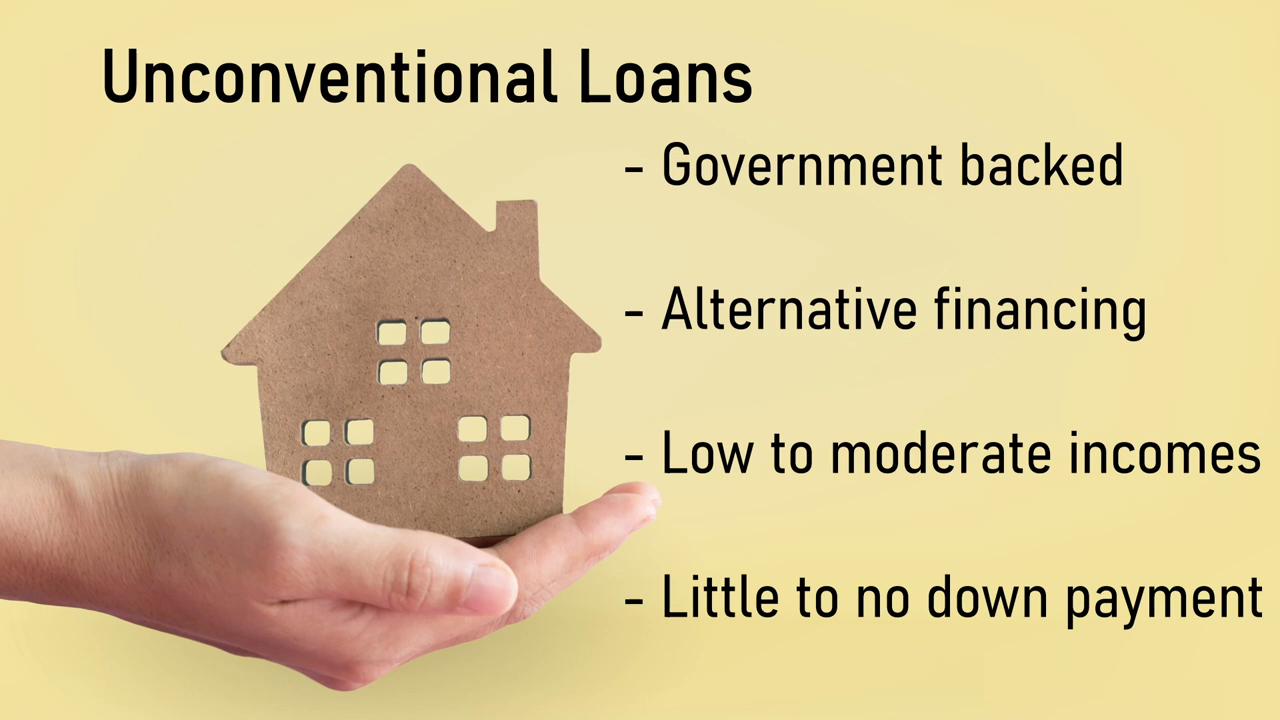 Unconventional Loans
- Government backed
- Alternative financing
- Low to moderate incomes
- Little to no down payment